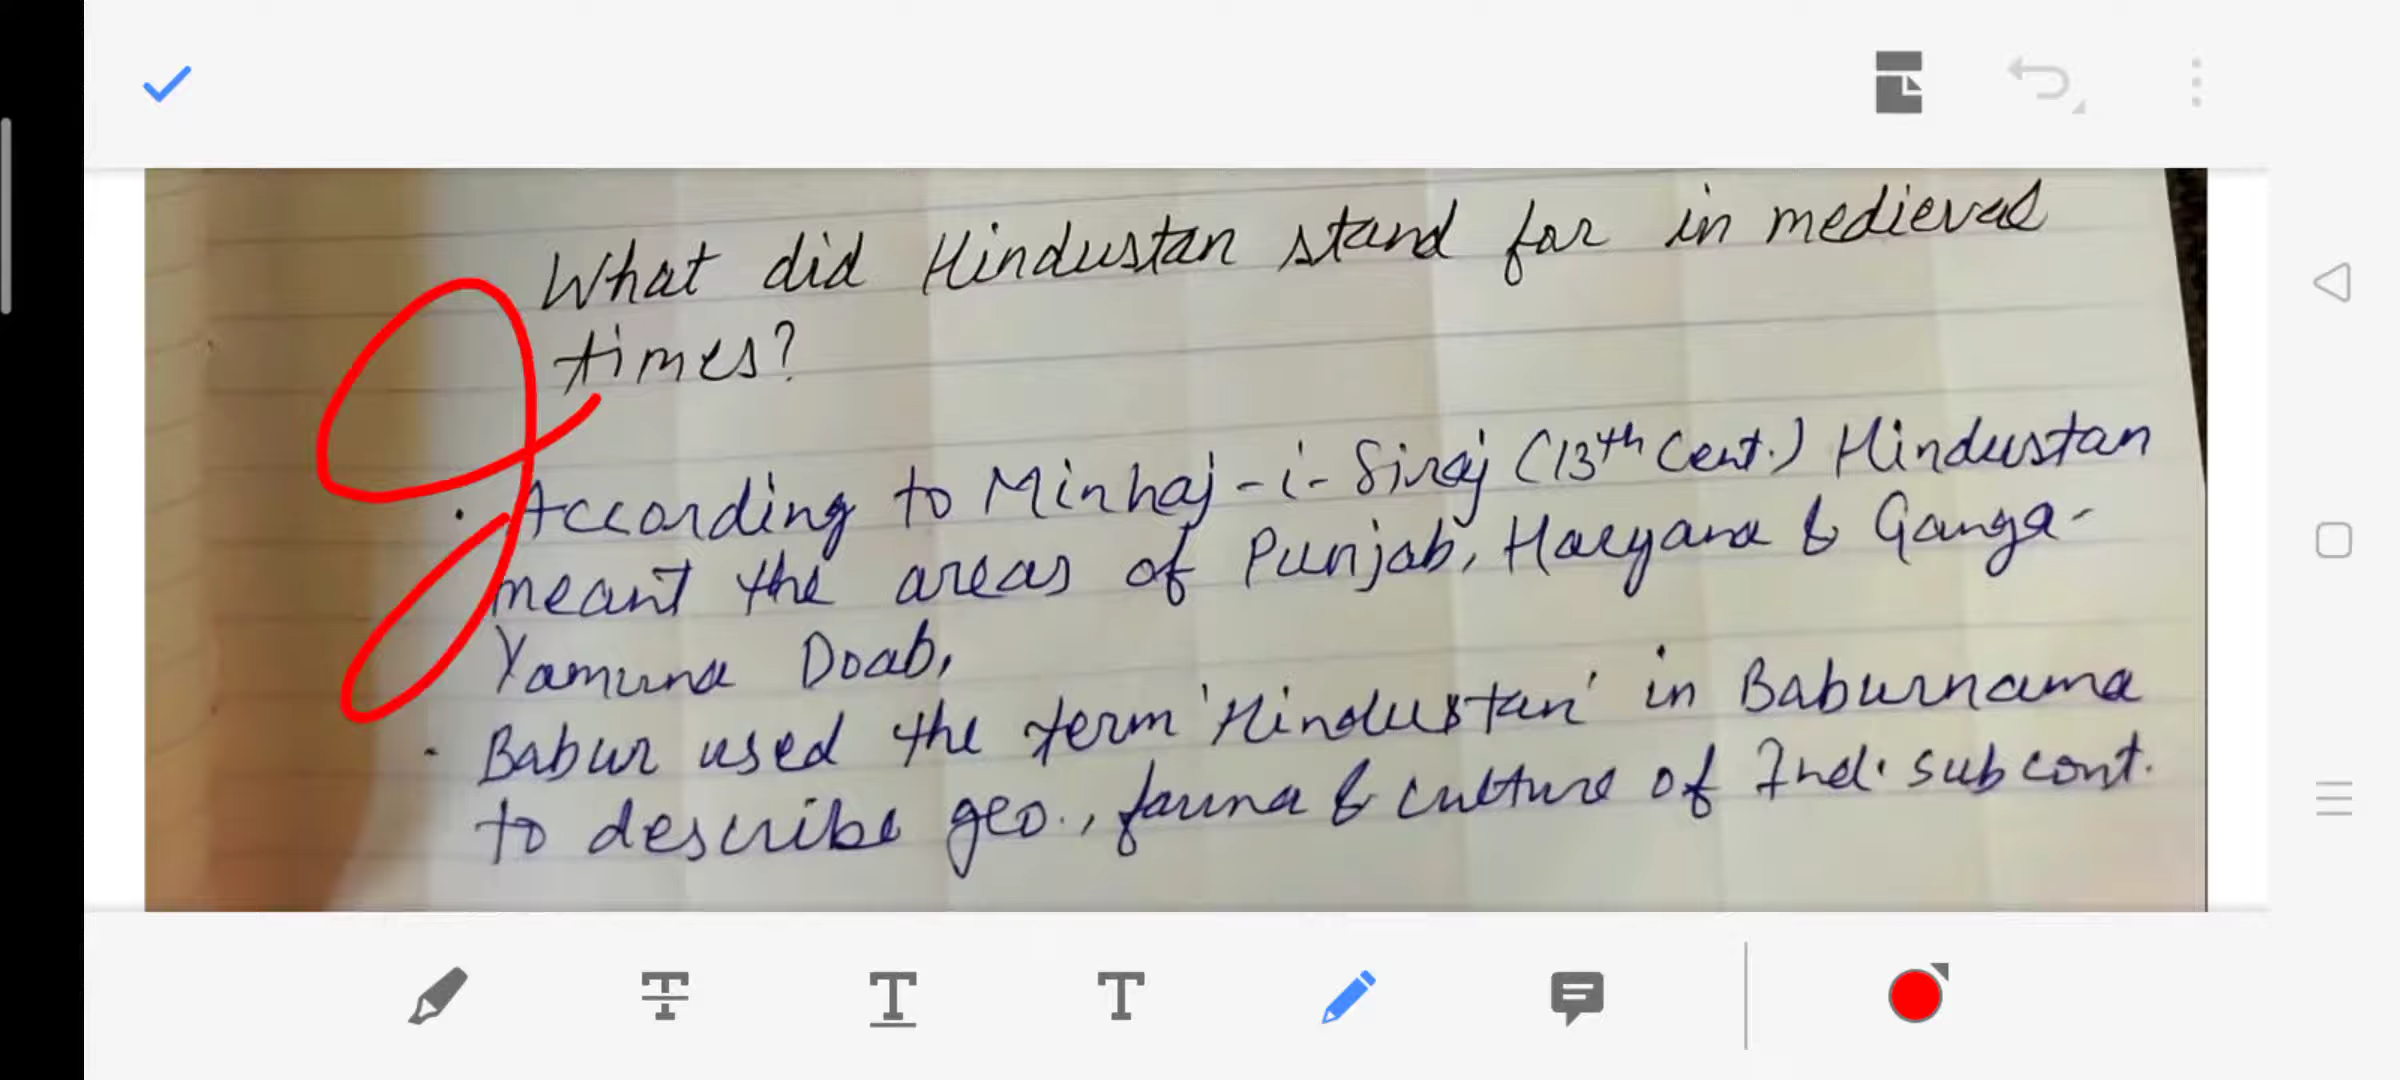 What did Hindustan stand for in medieval
times?
· According to Minhaj-i-Siraj (13th Cent.) Hindustan
meant the areas of Punjab, Haryana & Ganga-
Yamuna Doab.
· Babur used the term 'Hindustan' in Baburnama
to describe geo., fauna & culture of Ind. subcont.